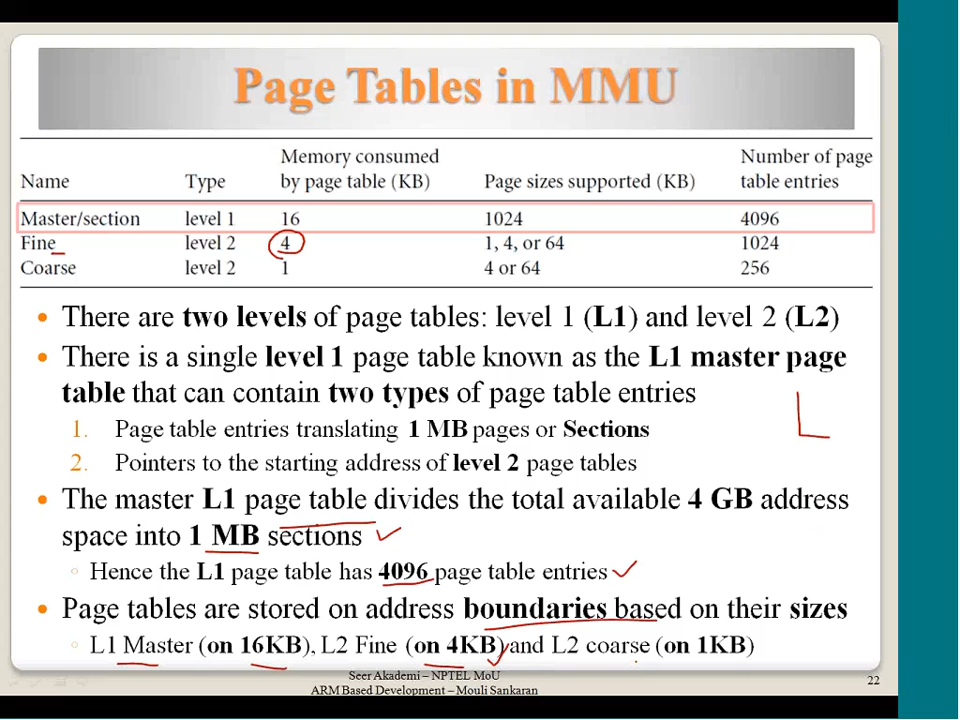 Page Tables in MMU
Name Type Memory consumed by page table (KB) Page sizes supported (KB) Number of page table entries
Master/section level 1 16 1024 4096
Fine level 2 4 1, 4, or 64 1024
Coarse level 2 1 4 or 64 256
• There are two levels of page tables: level 1 (L1) and level 2 (L2)
• There is a single level 1 page table known as the L1 master page
table that can contain two types of page table entries
1. Page table entries translating 1 MB pages or Sections
2. Pointers to the starting address of level 2 page tables
• The master L1 page table divides the total available 4 GB address
space into 1 MB sections
◦ Hence the L1 page table has 4096 page table entries
• Page tables are stored on address boundaries based on their sizes
◦ L1 Master (on 16KB), L2 Fine (on 4KB) and L2 coarse (on 1KB)
Seer Akademi – NPTEL MoU
ARM Based Development – Mouli Sankaran
22